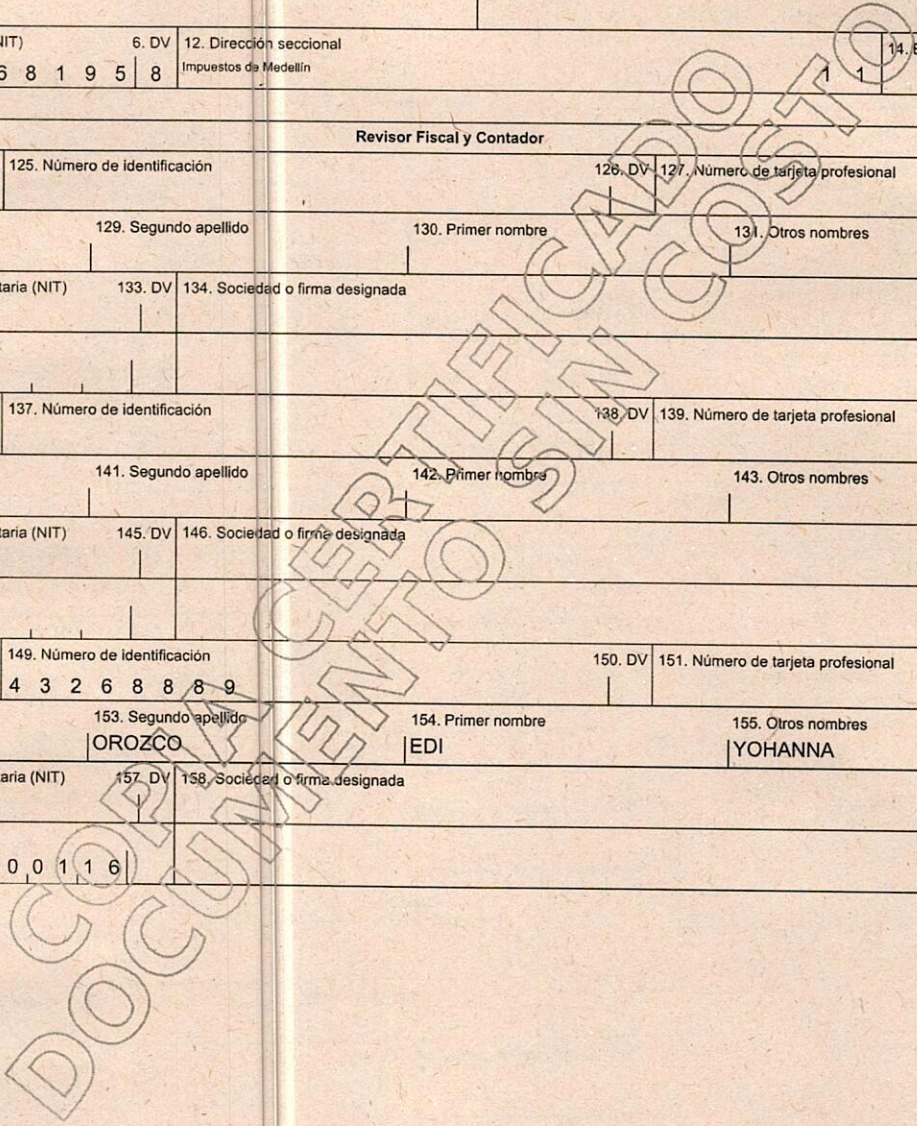 NIT) 6. DV 12. Dirección seccional 14.
6 8 1 9 5 8 Impuestos de Medellín 1 1
Revisor Fiscal y Contador
125. Número de identificación 126. DV 127. Número de tarjeta profesional
129. Segundo apellido 130. Primer nombre 131. Otros nombres
taria (NIT) 133. DV 134. Sociedad o firma designada
137. Número de identificación 138. DV 139. Número de tarjeta profesional
141. Segundo apellido 142. Primer nombre 143. Otros nombres
taria (NIT) 145. DV 146. Sociedad o firma designada
149. Número de identificación 150. DV 151. Número de tarjeta profesional
4 3 2 6 8 8 8 9
153. Segundo apellido 154. Primer nombre 155. Otros nombres
OROZCO EDI YOHANNA
taria (NIT) 157. DV 158. Sociedad o firma designada
0 0 1 1 6
COPIA CERTIFICADO
DOCUMENTO SIN COSTO